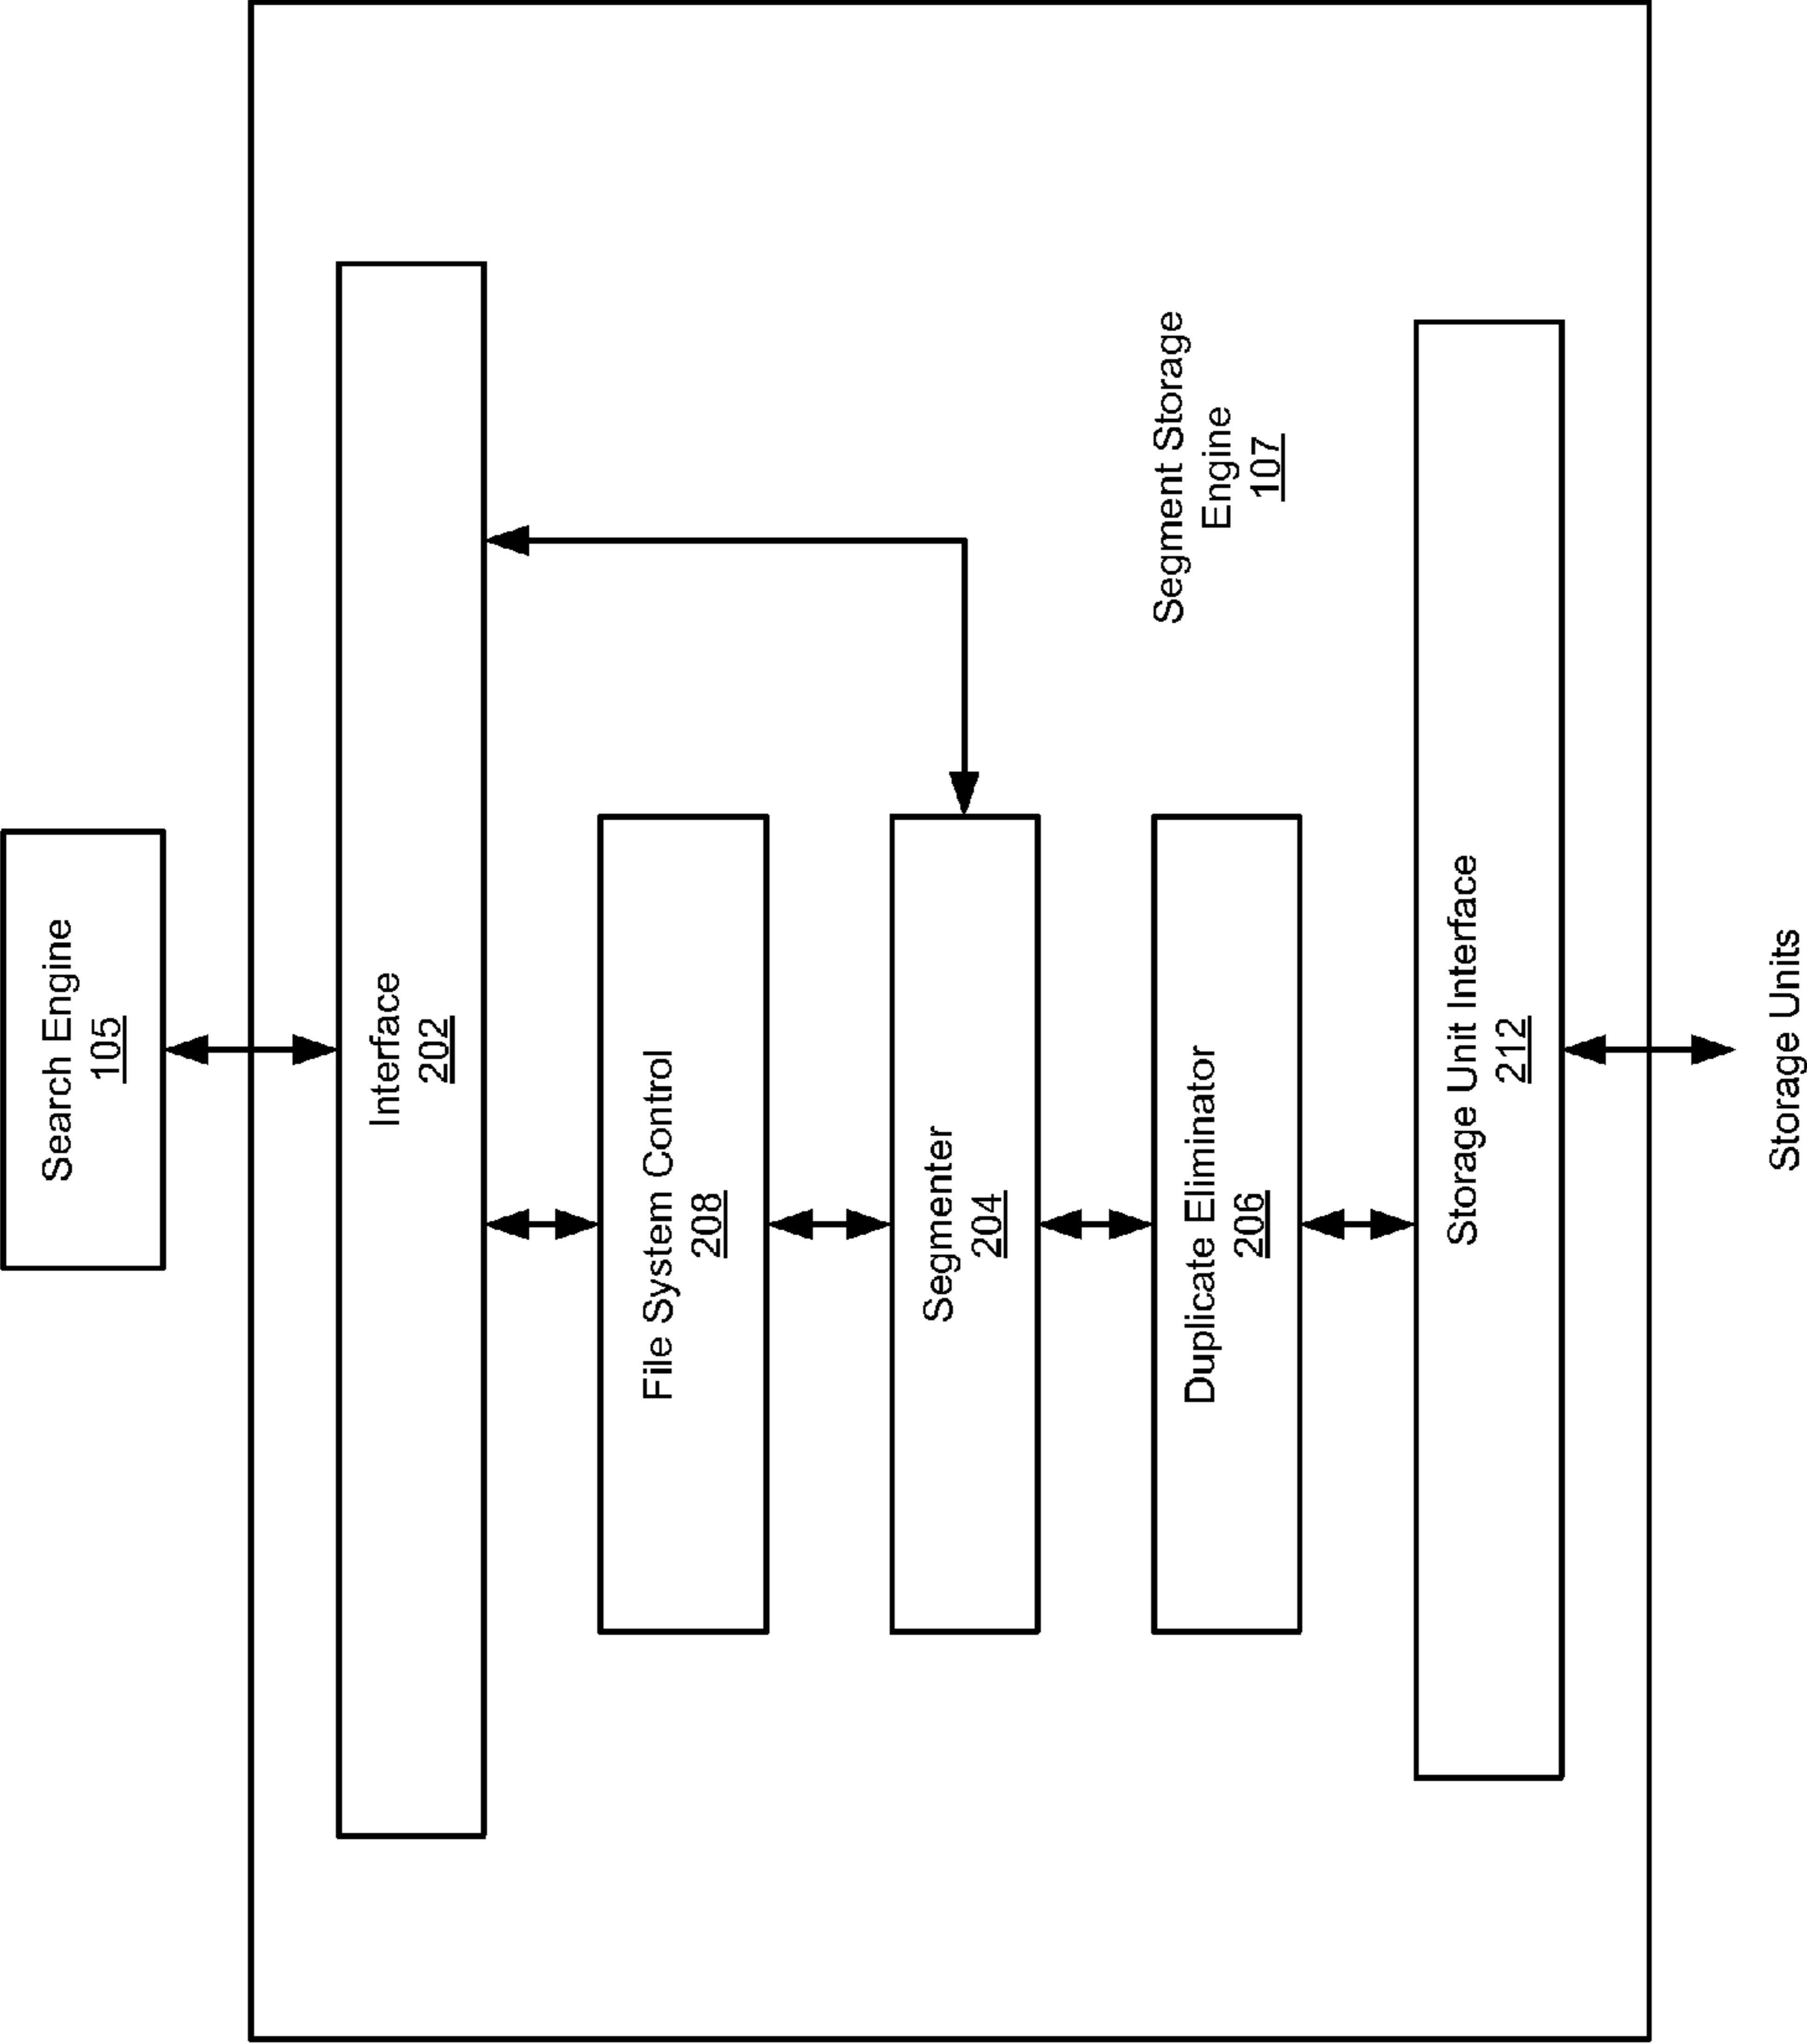 Search Engine
105
Interface
202
File System Control
208
Segmenter
204
Segment Storage
Engine
107
Duplicate Eliminator
206
Storage Unit Interface
212
Storage Units